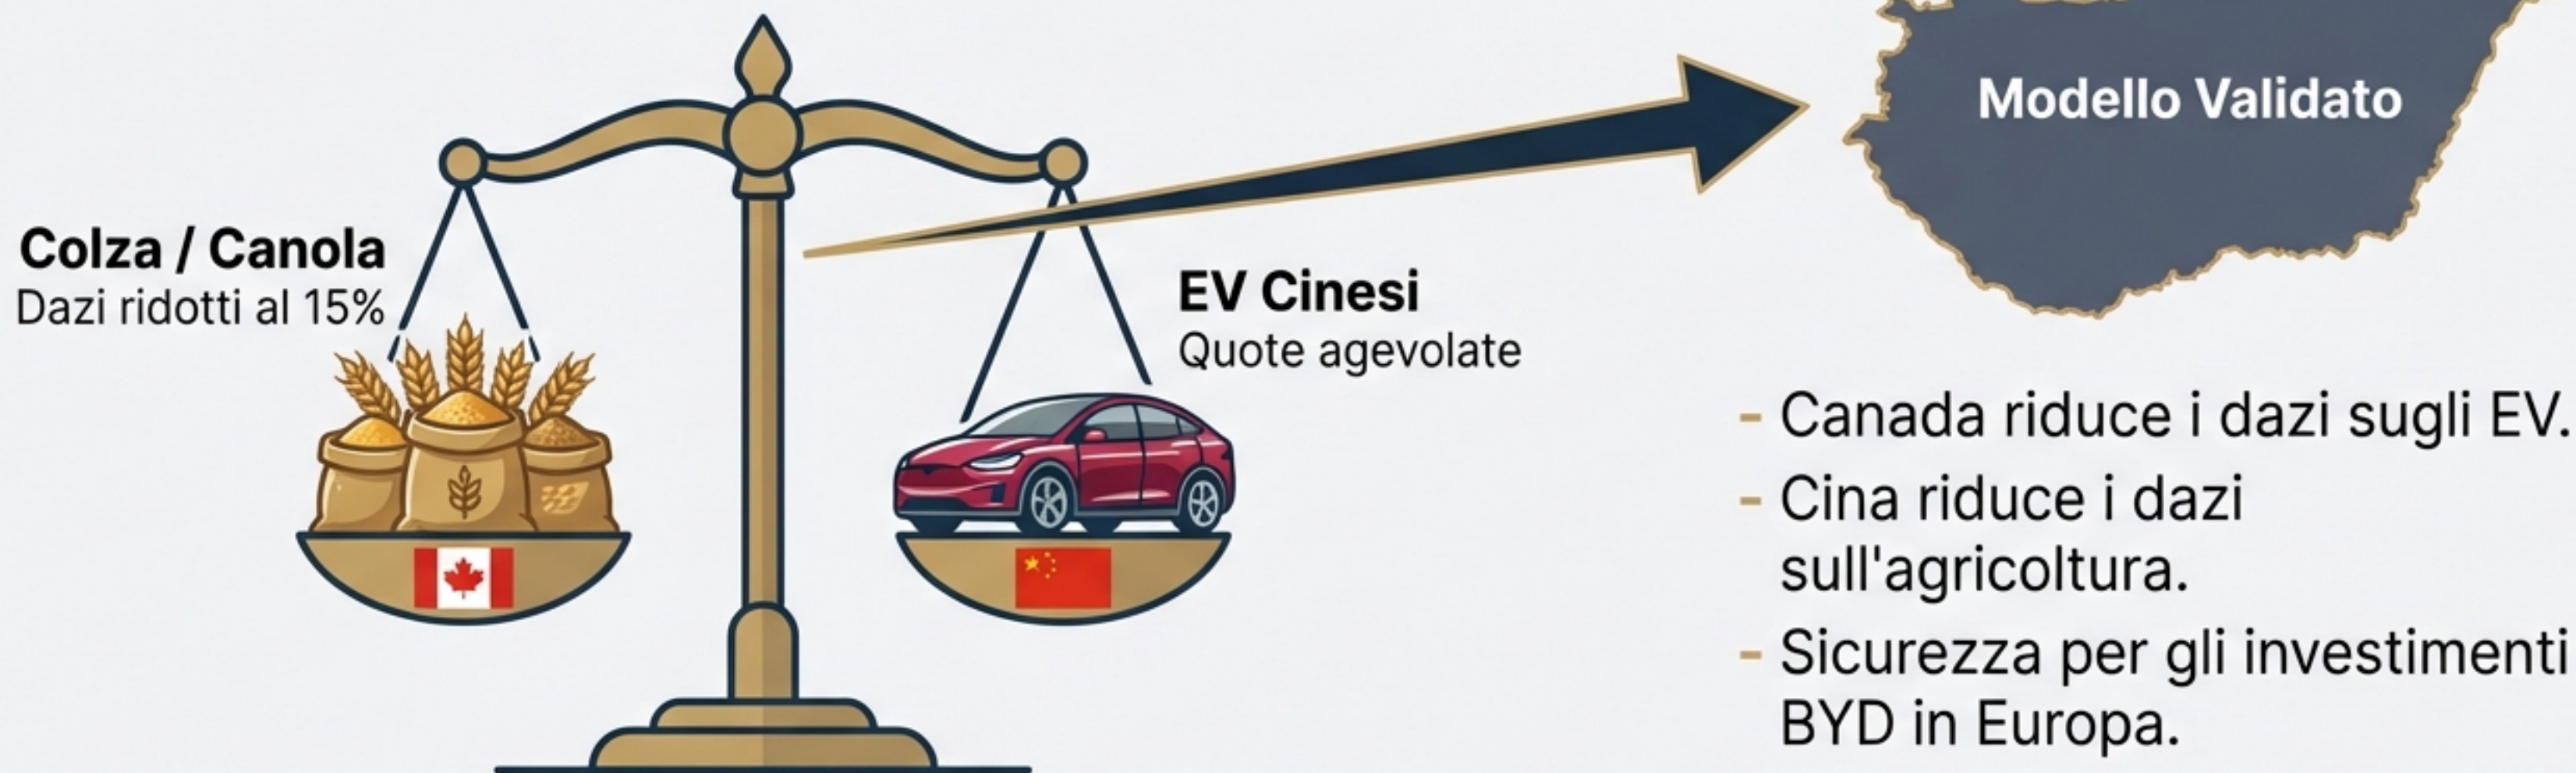 Modello Validato
Colza / Canola
Dazi ridotti al 15%
EV Cinesi
Quote agevolate
- Canada riduce i dazi sugli EV.
- Cina riduce i dazi
sull'agricoltura.
- Sicurezza per gli investimenti
BYD in Europa.